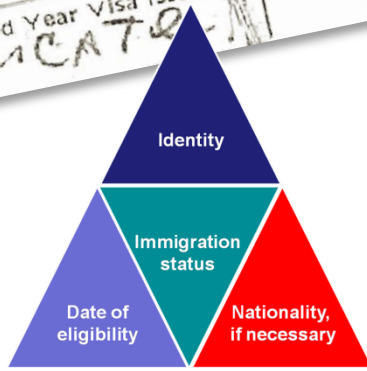 Year Visa
Identity
Immigration
status
Date of
eligibility
Nationality,
if necessary